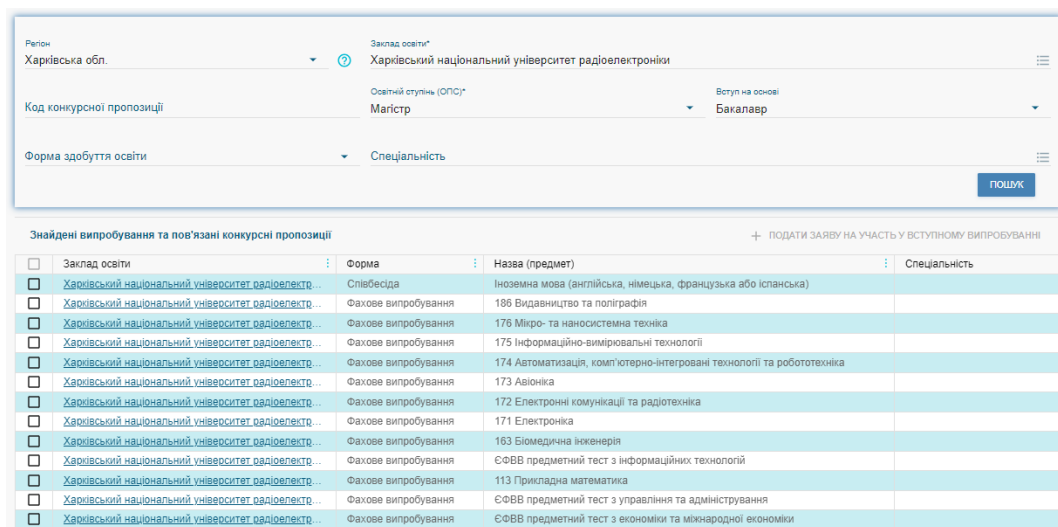 Регіон
Харківська обл.
Заклад освіти*
Харківський національний університет радіоелектроніки
Код конкурсної пропозиції
Освітній ступінь (ОПС)*
Магістр
Вступ на основі
Бакалавр
Форма здобуття освіти
Спеціальність
ПОШУК
Знайдені випробування та пов'язані конкурсні пропозиції
+ ПОДАТИ ЗАЯВУ НА УЧАСТЬ У ВСТУПНОМУ ВИПРОБУВАННІ
Заклад освіти Форма Назва (предмет) Спеціальність
Харківський національний університет радіоелектр... Співбесіда Іноземна мова (англійська, німецька, французька або іспанська)
Харківський національний університет радіоелектр... Фахове випробування 186 Видавництво та поліграфія
Харківський національний університет радіоелектр... Фахове випробування 176 Мікро- та наносистемна техніка
Харківський національний університет радіоелектр... Фахове випробування 175 Інформаційно-вимірювальні технології
Харківський національний університет радіоелектр... Фахове випробування 174 Автоматизація, комп'ютерно-інтегровані технології та робототехніка
Харківський національний університет радіоелектр... Фахове випробування 173 Авіоніка
Харківський національний університет радіоелектр... Фахове випробування 172 Електронні комунікації та радіотехніка
Харківський національний університет радіоелектр... Фахове випробування 171 Електроніка
Харківський національний університет радіоелектр... Фахове випробування 163 Біомедична інженерія
Харківський національний університет радіоелектр... Фахове випробування ЄФВВ предметний тест з інформаційних технологій
Харківський національний університет радіоелектр... Фахове випробування 113 Прикладна математика
Харківський національний університет радіоелектр... Фахове випробування ЄФВВ предметний тест з управління та адміністрування
Харківський національний університет радіоелектр... Фахове випробування ЄФВВ предметний тест з економіки та міжнародної економіки